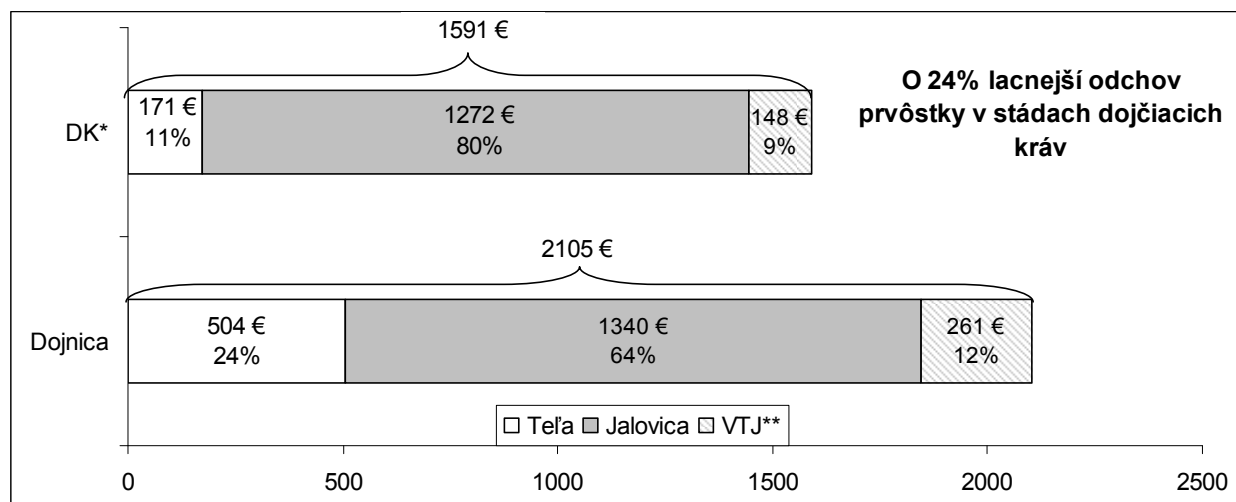 1591 €
O 24% lacnejší odchov
prvôstky v stádach dojčiacich
kráv
DK*
171 €
11%
1272 €
80%
148 €
9%
2105 €
Dojnica
504 €
24%
1340 €
64%
261 €
12%
Teľa Jalovica VTJ**
0 500 1000 1500 2000 2500